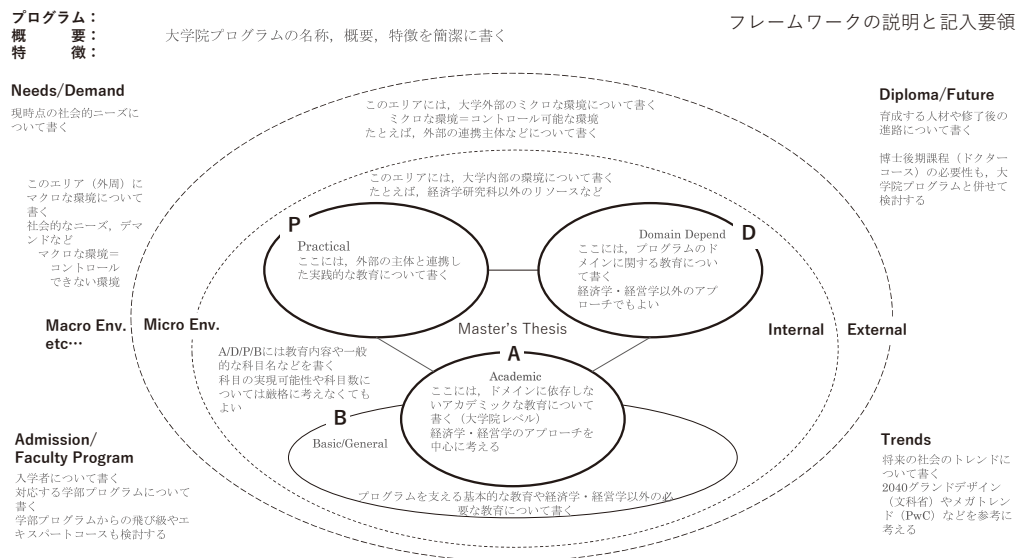 フレームワークの説明と記入要領
プログラム：
概　　　要：
特　　　徴：
大学院プログラムの名称，概要，特徴を簡潔に書く
Needs/Demand
現時点の社会的ニーズに
ついて書く
このエリア（外周）に
マクロな環境について
書く
社会的なニーズ，デマ
ンドなど
マクロな環境＝
コントロール
できない環境
Macro Env.
etc…
Micro Env.
このエリアには，大学外部のミクロな環境について書く
ミクロな環境＝コントロール可能な環境
たとえば，外部の連携主体などについて書く
このエリアには，大学内部の環境について書く
たとえば，経済学研究科以外のリソースなど
P
Practical
ここには，外部の主体と連携し
た実践的な教育について書く
D
Domain Depend
ここには，プログラムのド
メインに関する教育につい
て書く
経済学・経営学以外のアプ
ローチでもよい
Master's Thesis
A
Academic
ここには，ドメインに依存しな
いアカデミックな教育について
書く（大学院レベル）
経済学・経営学のアプローチを
中心に考える
A/D/P/Bには教育内容や一般
的な科目名などを書く
科目の実現可能性や科目数に
ついては厳格に考えなくても
よい
B
Basic/General
プログラムを支える基本的な教育や経済学・経営学以外の必
要な教育について書く
Internal
External
Diploma/Future
育成する人材や修了後の
進路について書く
博士後期課程（ドクター
コース）の必要性も，大
学院プログラムと併せて
検討する
Admission/
Faculty Program
入学者について書く
対応する学部プログラムについて
書く
学部プログラムからの飛び級やエ
キスパートコースも検討する
Trends
将来の社会のトレンドに
ついて書く
2040グランドデザイン
（文科省）やメガトレン
ド（PwC）などを参考に
考える